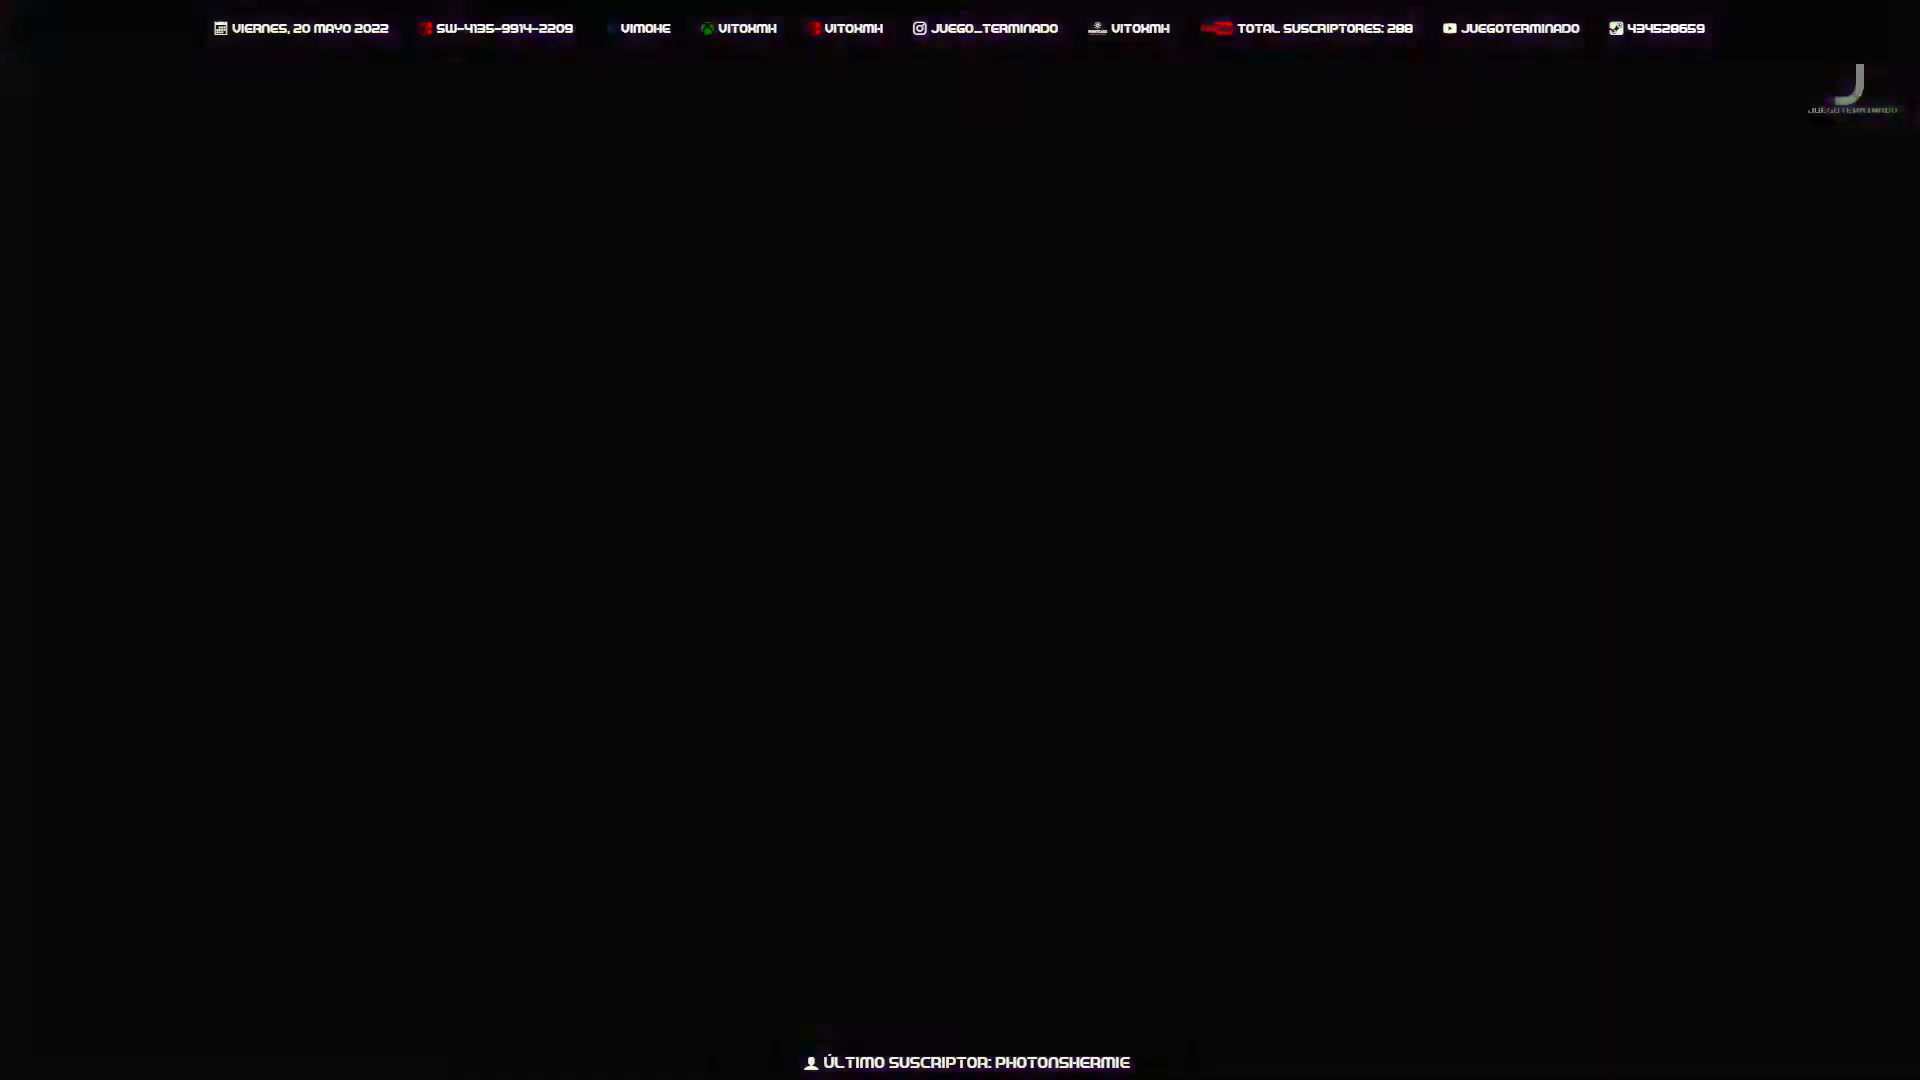 VIERNES, 20 MAYO 2022 SW-4135-9914-2209 VIMOHE VITOXMH VITOXMH JUEGO_TERMINADO VITOXMH TOTAL SUSCRIPTORES: 288 JUEGOTERMINADO 434528659
J
JUEGOTERMINADO
ÚLTIMO SUSCRIPTOR: PHOTONSHERMIE